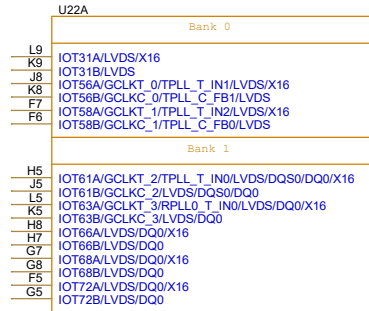 U22A
Bank 0
L9 IOT31A/LVDS/X16
K9 IOT31B/LVDS
J8 IOT56A/GCLKT_0/TPLL_T_IN1/LVDS/X16
K8 IOT56B/GCLKC_0/TPLL_C_FB1/LVDS
F7 IOT58A/GCLKT_1/TPLL_T_IN2/LVDS/X16
F6 IOT58B/GCLKC_1/TPLL_C_FB0/LVDS
Bank 1
H5 IOT61A/GCLKT_2/TPLL_T_IN0/LVDS/DQS0/DQ0/X16
J5 IOT61B/GCLKC_2/LVDS/DQS0/DQ0
L5 IOT63A/GCLKT_3/RPLL0_T_IN0/LVDS/DQ0/X16
K5 IOT63B/GCLKC_3/LVDS/DQ0
H8 IOT66A/LVDS/DQ0/X16
H7 IOT66B/LVDS/DQ0
G7 IOT68A/LVDS/DQ0/X16
G8 IOT68B/LVDS/DQ0
F5 IOT72A/LVDS/DQ0/X16
G5 IOT72B/LVDS/DQ0